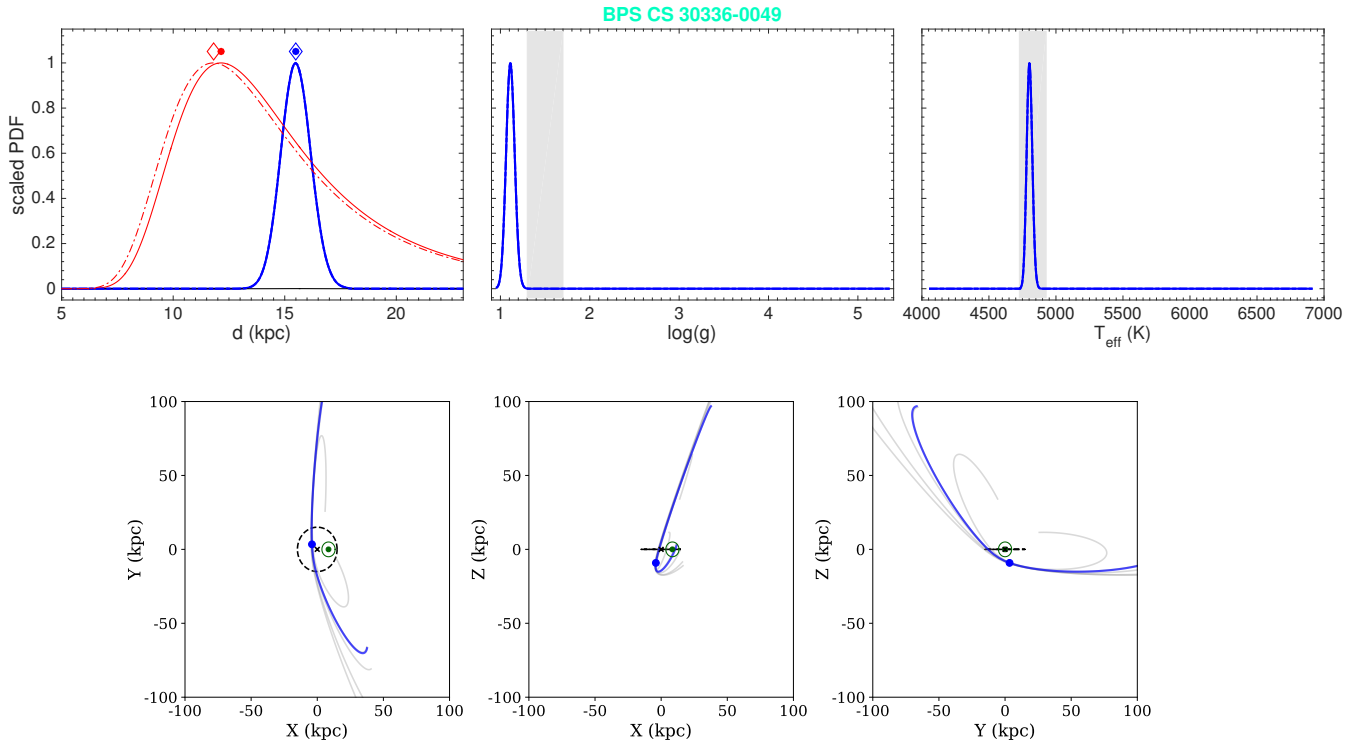 BPS CS 30336-0049
scaled PDF
1
0.8
0.6
0.4
0.2
0
5 10 15 20
d (kpc)
1 2 3 4 5
log(g)
4000 4500 5000 5500 6000 6500 7000
T_eff (K)
100
50
0
-50
-100
Y (kpc)
-100 -50 0 50 100
X (kpc)
100
50
0
-50
-100
Z (kpc)
-100 -50 0 50 100
X (kpc)
100
50
0
-50
-100
Z (kpc)
-100 -50 0 50 100
Y (kpc)